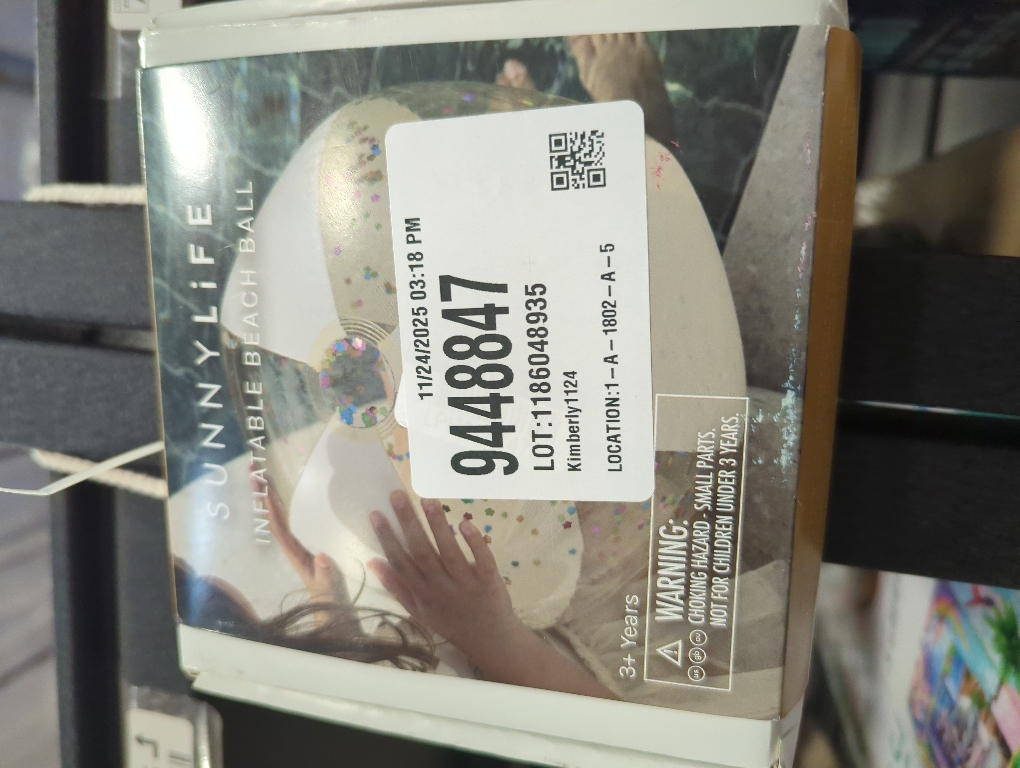 SUNNYLiFE
INFLATABLE BEACH BALL
11/24/2025 03:18 PM
9448847
LOT:1186048935
Kimberly1124
LOCATION:1-A-1802-A-5
3+ Years
WARNING:
CHOKING HAZARD - SMALL PARTS.
NOT FOR CHILDREN UNDER 3 YEARS.